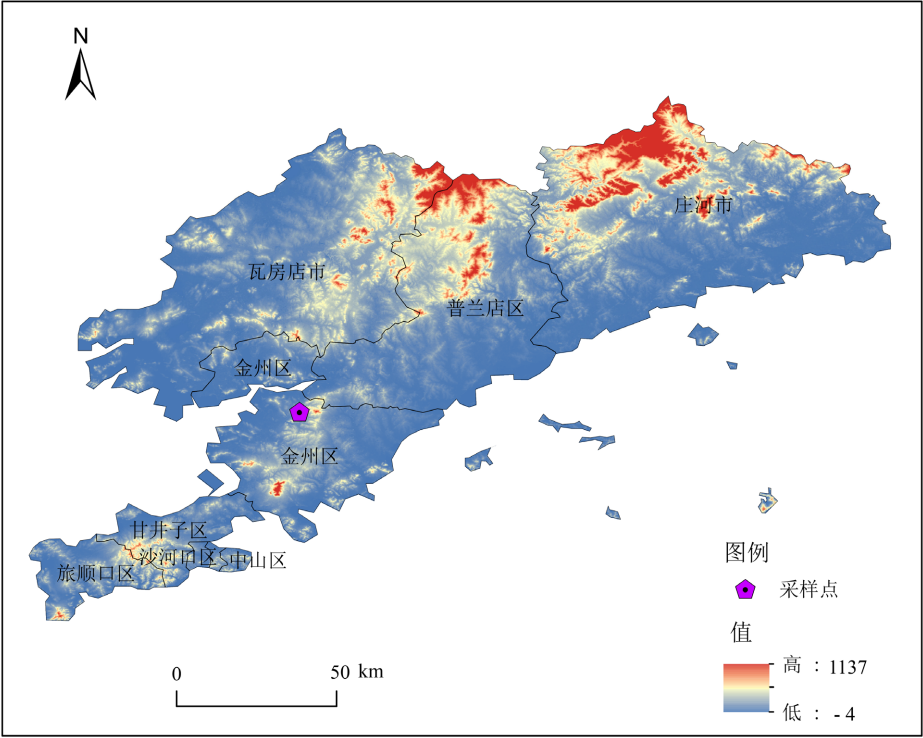 N
庄河市
瓦房店市
普兰店区
金州区
金州区
甘井子区
沙河口区
中山区
旅顺口区
图例
采样点
值
高 : 1137
低 : -4
0 50 km